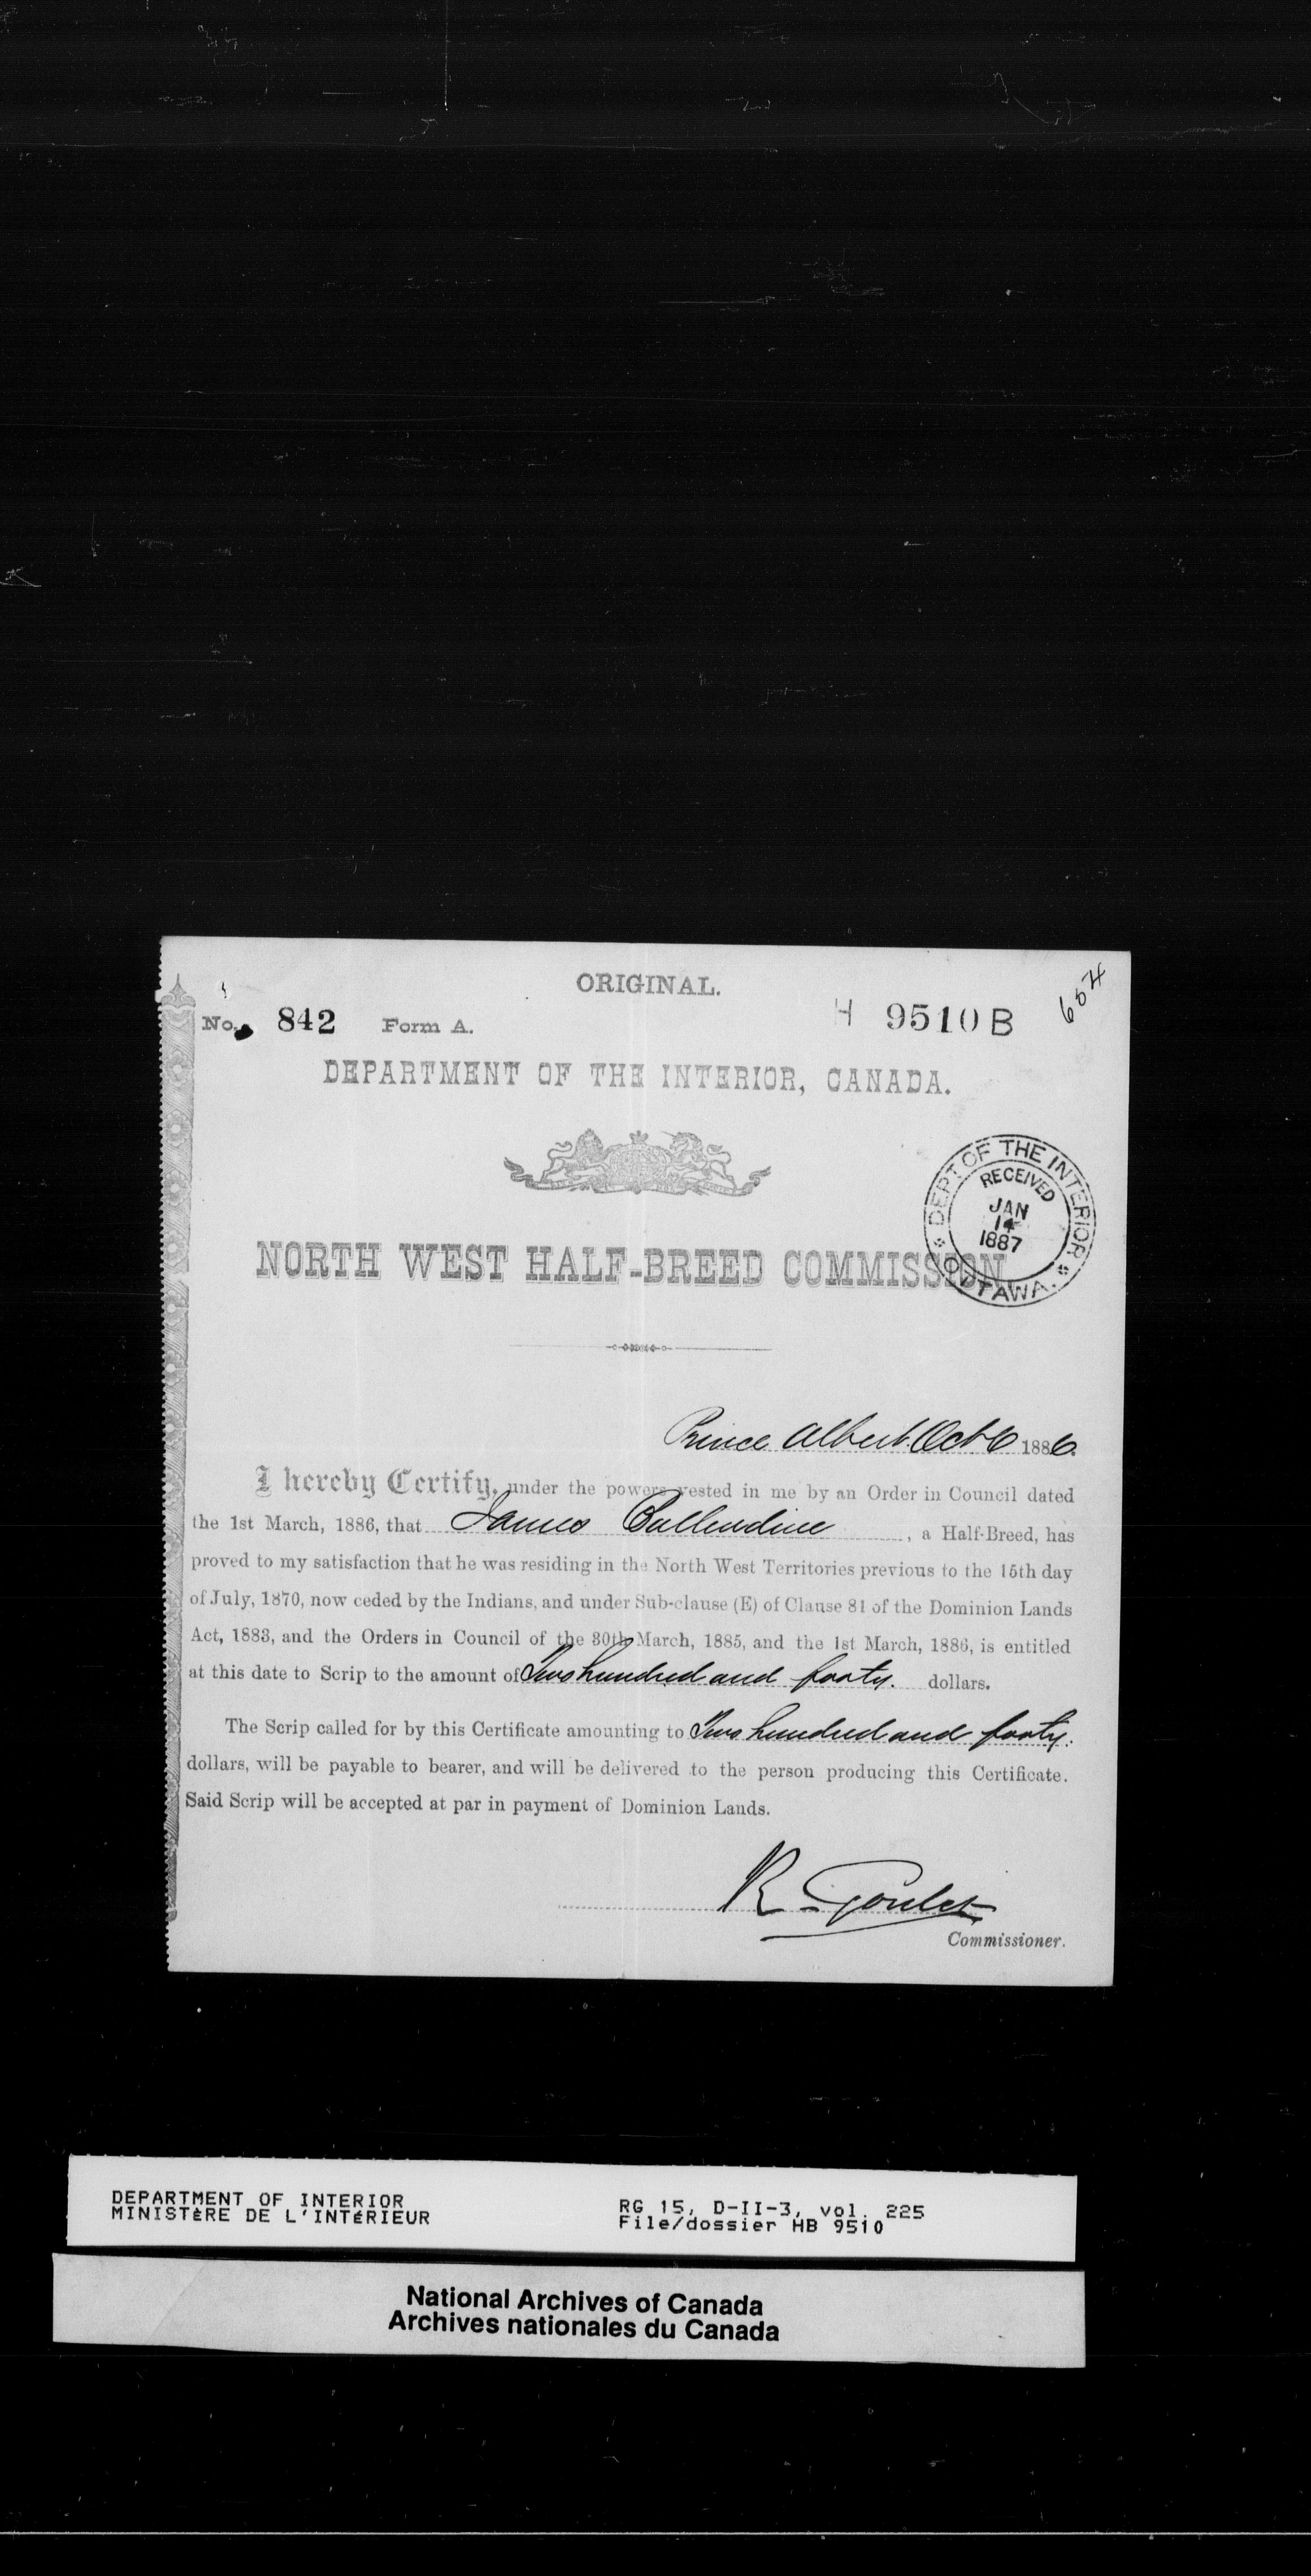 ORIGINAL.
No. 842 Form A. H 9510 B
DEPARTMENT OF THE INTERIOR, CANADA.
DEPT OF THE INTERIOR
RECEIVED
JAN
14
1887
OTTAWA.
NORTH WEST HALF-BREED COMMISSION.
Prince Albert. Oct 6 1886.
I hereby Certify, under the powers vested in me by an Order in Council dated
the 1st March, 1886, that James Ballendine, a Half-Breed, has
proved to my satisfaction that he was residing in the North West Territories previous to the 15th day
of July, 1870, now ceded by the Indians, and under Sub-clause (E) of Clause 81 of the Dominion Lands
Act, 1883, and the Orders in Council of the 30th March, 1885, and the 1st March, 1886, is entitled
at this date to Scrip to the amount of Two hundred and forty. dollars.
The Scrip called for by this Certificate amounting to Two hundred and forty.
dollars, will be payable to bearer, and will be delivered to the person producing this Certificate.
Said Scrip will be accepted at par in payment of Dominion Lands.
R. Goulet
Commissioner.
DEPARTMENT OF INTERIOR
MINISTÈRE DE L'INTÉRIEUR
RG 15, D-II-3, vol. 225
File/dossier HB 9510
National Archives of Canada
Archives nationales du Canada